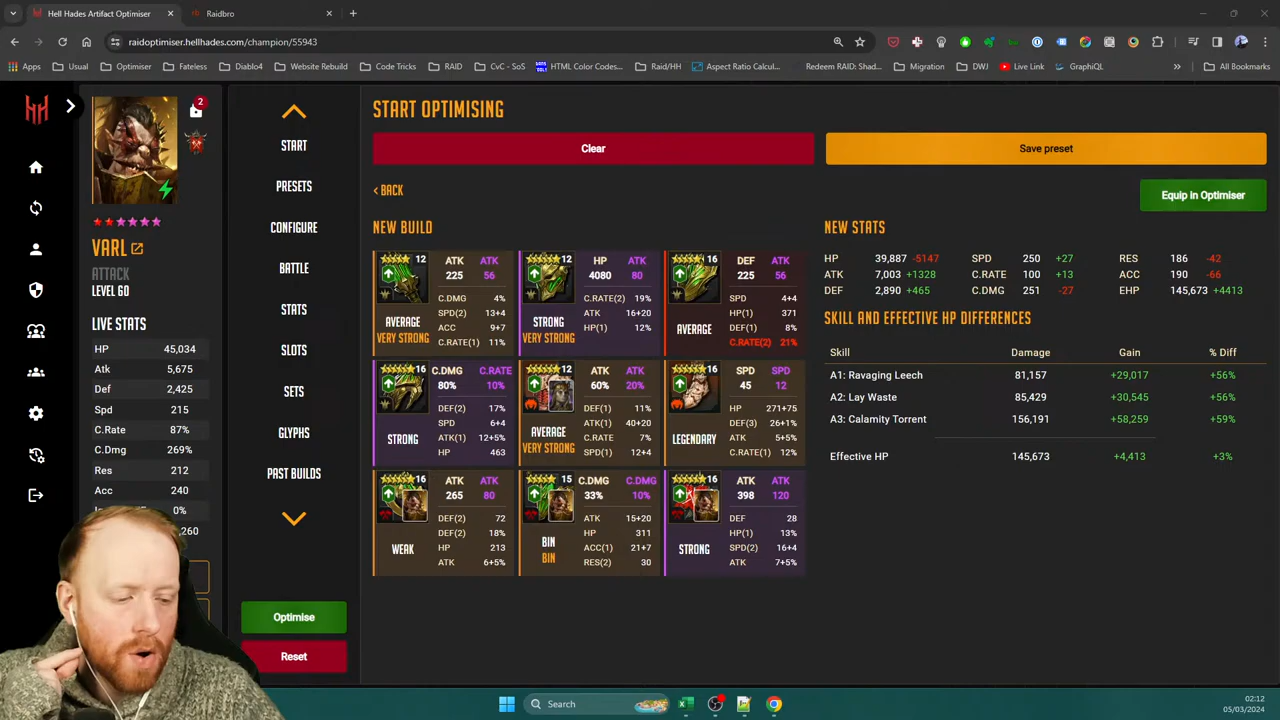 Hell Hades Artifact Optimiser
Raidbro
raidoptimiser.hellhades.com/champion/55943
Apps
Usual
Optimiser
Fateless
Diablo4
Website Rebuild
Code Tricks
RAID
CvC - SoS
HTML Color Codes...
Raid/HH
Aspect Ratio Calcul...
Redeem RAID: Shad...
Migration
DWJ
Live Link
GraphiQL
All Bookmarks
2
VARL
ATTACK
LEVEL 60
LIVE STATS
HP 45,034
Atk 5,675
Def 2,425
Spd 215
C.Rate 87%
C.Dmg 269%
Res 212
Acc 240
0%
START
PRESETS
CONFIGURE
BATTLE
STATS
SLOTS
SETS
GLYPHS
PAST BUILDS
Optimise
Reset
START OPTIMISING
Clear
Save preset
< BACK
Equip in Optimiser
NEW BUILD
12 ATK 225 ATK 56
C.DMG 4%
SPD(2) 13+4
ACC 9+7
C.RATE(1) 11%
AVERAGE
VERY STRONG
12 HP 4080 ATK 80
C.RATE(2) 19%
ATK 16+20
HP(1) 12%
STRONG
VERY STRONG
16 DEF 225 ATK 56
SPD 4+4
HP(1) 371
DEF(1) 8%
C.RATE(2) 21%
AVERAGE
16 C.DMG 80% C.RATE 10%
DEF(2) 17%
SPD 6+4
ATK(1) 12+5%
HP 463
STRONG
12 ATK 60% ATK 20%
DEF(1) 11%
ATK(1) 40+20
C.RATE 7%
SPD(1) 12+4
AVERAGE
VERY STRONG
16 SPD 45 SPD 12
HP 271+75
DEF(3) 26+1%
ATK 5+5%
C.RATE(1) 12%
LEGENDARY
16 ATK 265 ATK 80
DEF(2) 72
DEF(2) 18%
HP 213
ATK 6+5%
WEAK
15 C.DMG 33% C.DMG 10%
ATK 15+20
HP 311
ACC(1) 21+7
RES(2) 30
BIN
BIN
16 ATK 398 ATK 120
DEF 28
HP(1) 13%
SPD(2) 16+4
ATK 7+5%
STRONG
NEW STATS
HP 39,887 -5147 SPD 250 +27 RES 186 -42
ATK 7,003 +1328 C.RATE 100 +13 ACC 190 -66
DEF 2,890 +465 C.DMG 251 -27 EHP 145,673 +4413
SKILL AND EFFECTIVE HP DIFFERENCES
Skill Damage Gain % Diff
A1: Ravaging Leech 81,157 +29,017 +56%
A2: Lay Waste 85,429 +30,545 +56%
A3: Calamity Torrent 156,191 +58,259 +59%
Effective HP 145,673 +4,413 +3%
Search
02:12
05/03/2024